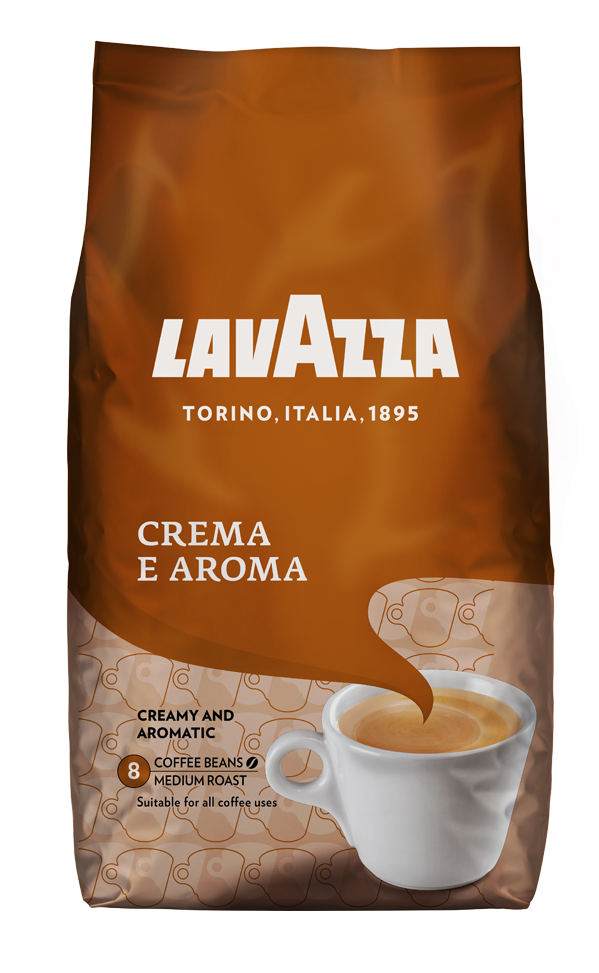 LAVAZZA
TORINO, ITALIA, 1895
CREMA
E AROMA
CREAMY AND
AROMATIC
8
COFFEE BEANS
MEDIUM ROAST
Suitable for all coffee uses